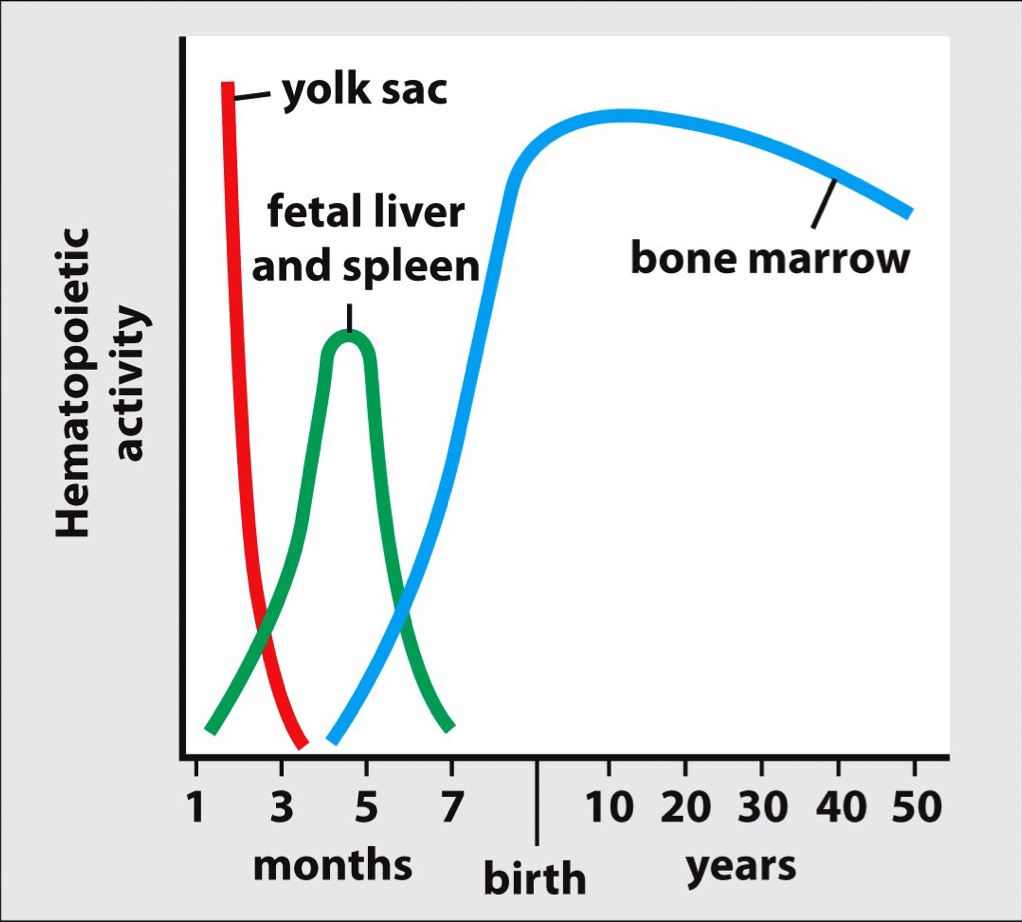 yolk sac
fetal liver
and spleen
bone marrow
Hematopoietic
activity
1 3 5 7 10 20 30 40 50
months birth years